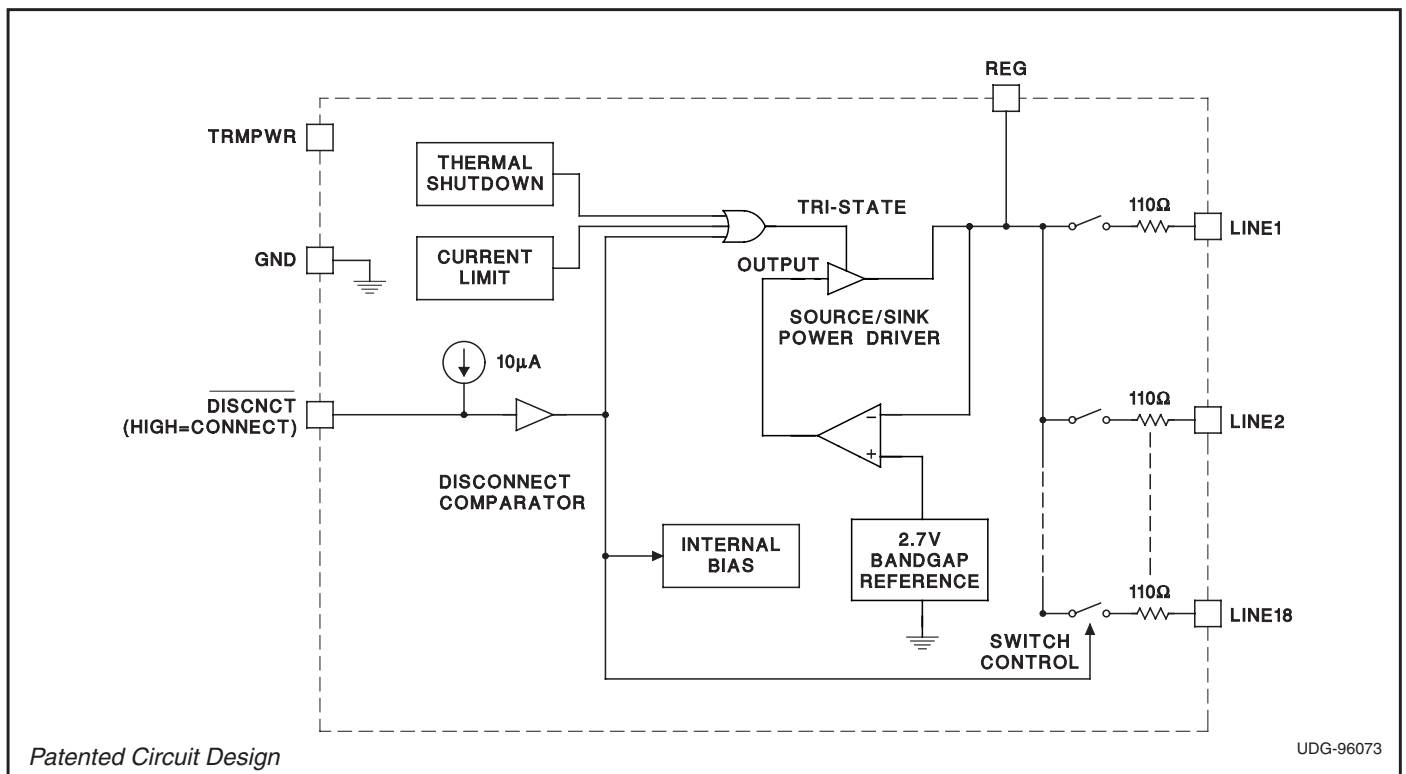 REG
TRMPWR
THERMAL
SHUTDOWN
TRI-STATE
110Ω
LINE1
GND
CURRENT
LIMIT
OUTPUT
SOURCE/SINK
POWER DRIVER
10μA
DISCNCT
(HIGH=CONNECT)
110Ω
LINE2
−
+
DISCONNECT
COMPARATOR
INTERNAL
BIAS
2.7V
BANDGAP
REFERENCE
110Ω
LINE18
SWITCH
CONTROL
Patented Circuit Design
UDG-96073